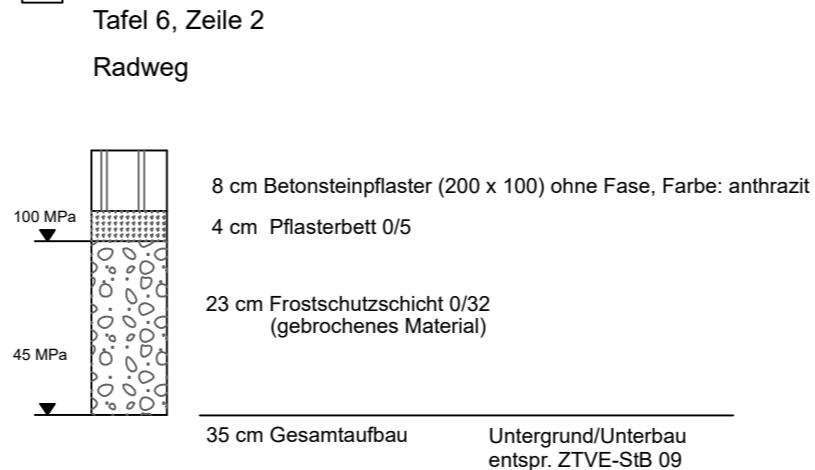 Tafel 6, Zeile 2
Radweg
8 cm Betonsteinpflaster (200 x 100) ohne Fase, Farbe: anthrazit
100 MPa
4 cm Pflasterbett 0/5
23 cm Frostschutzschicht 0/32
(gebrochenes Material)
45 MPa
35 cm Gesamtaufbau
Untergrund/Unterbau
entspr. ZTVE-StB 09